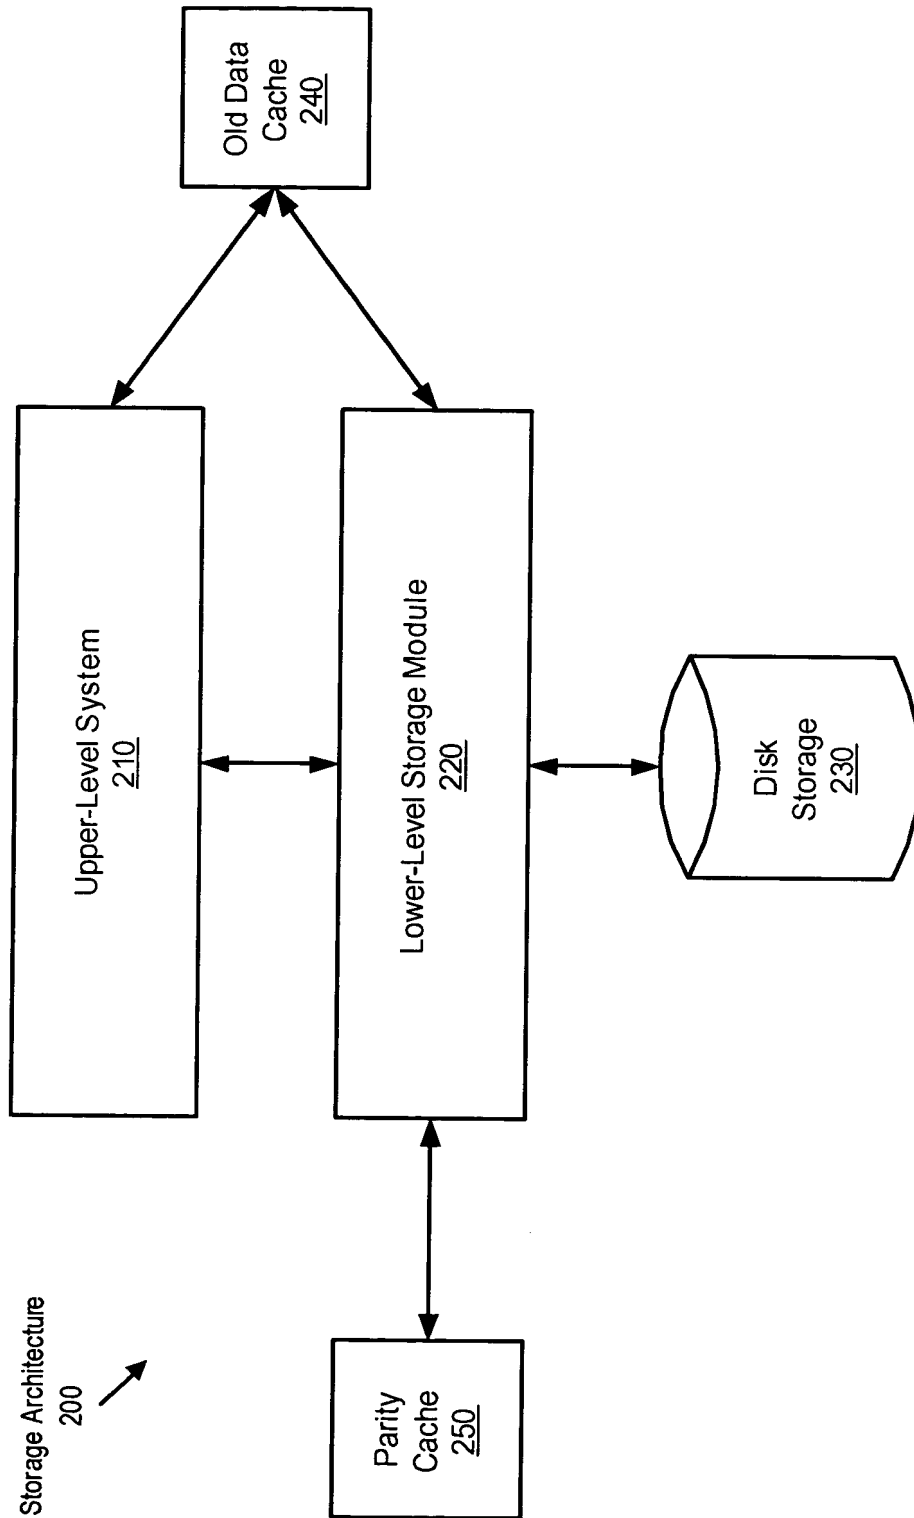 Storage Architecture
200
Upper-Level System
210
Old Data
Cache
240
Lower-Level Storage Module
220
Parity
Cache
250
Disk
Storage
230